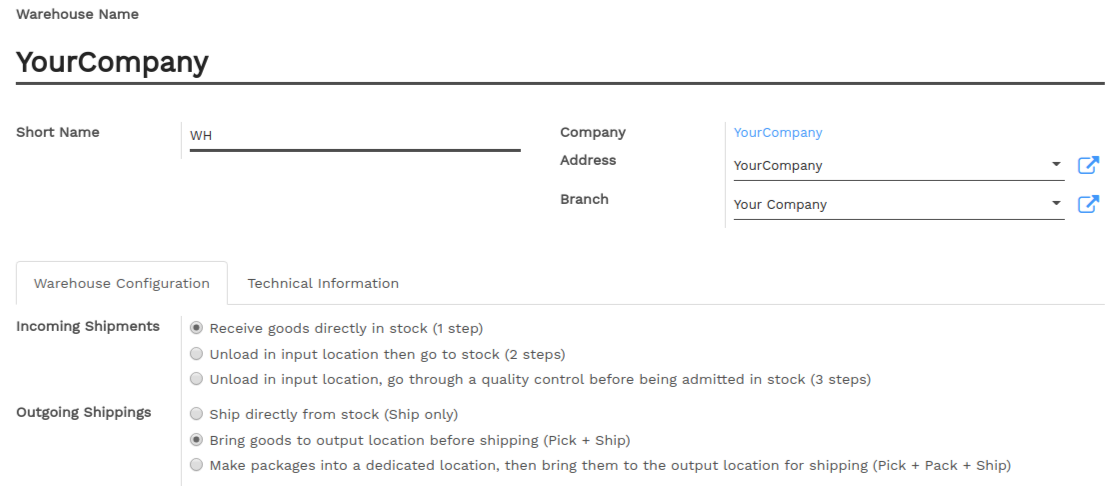 Warehouse Name
YourCompany
Short Name
WH
Company
YourCompany
Address
YourCompany
Branch
Your Company
Warehouse Configuration
Technical Information
Incoming Shipments
Receive goods directly in stock (1 step)
Unload in input location then go to stock (2 steps)
Unload in input location, go through a quality control before being admitted in stock (3 steps)
Outgoing Shippings
Ship directly from stock (Ship only)
Bring goods to output location before shipping (Pick + Ship)
Make packages into a dedicated location, then bring them to the output location for shipping (Pick + Pack + Ship)